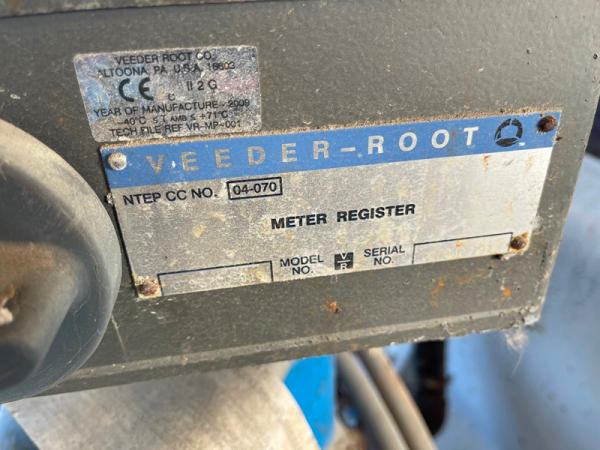 VEEDER ROOT CO.
ALTOONA, PA. U.S.A. 16603
CE c II 2 G
YEAR OF MANUFACTURE - 2009
-40°C ≤ T AMB ≤ +71°C
TECH FILE REF VR-MP-001
VEEDER-ROOT
NTEP CC NO. 04-070
METER REGISTER
MODEL NO. V/R SERIAL NO.